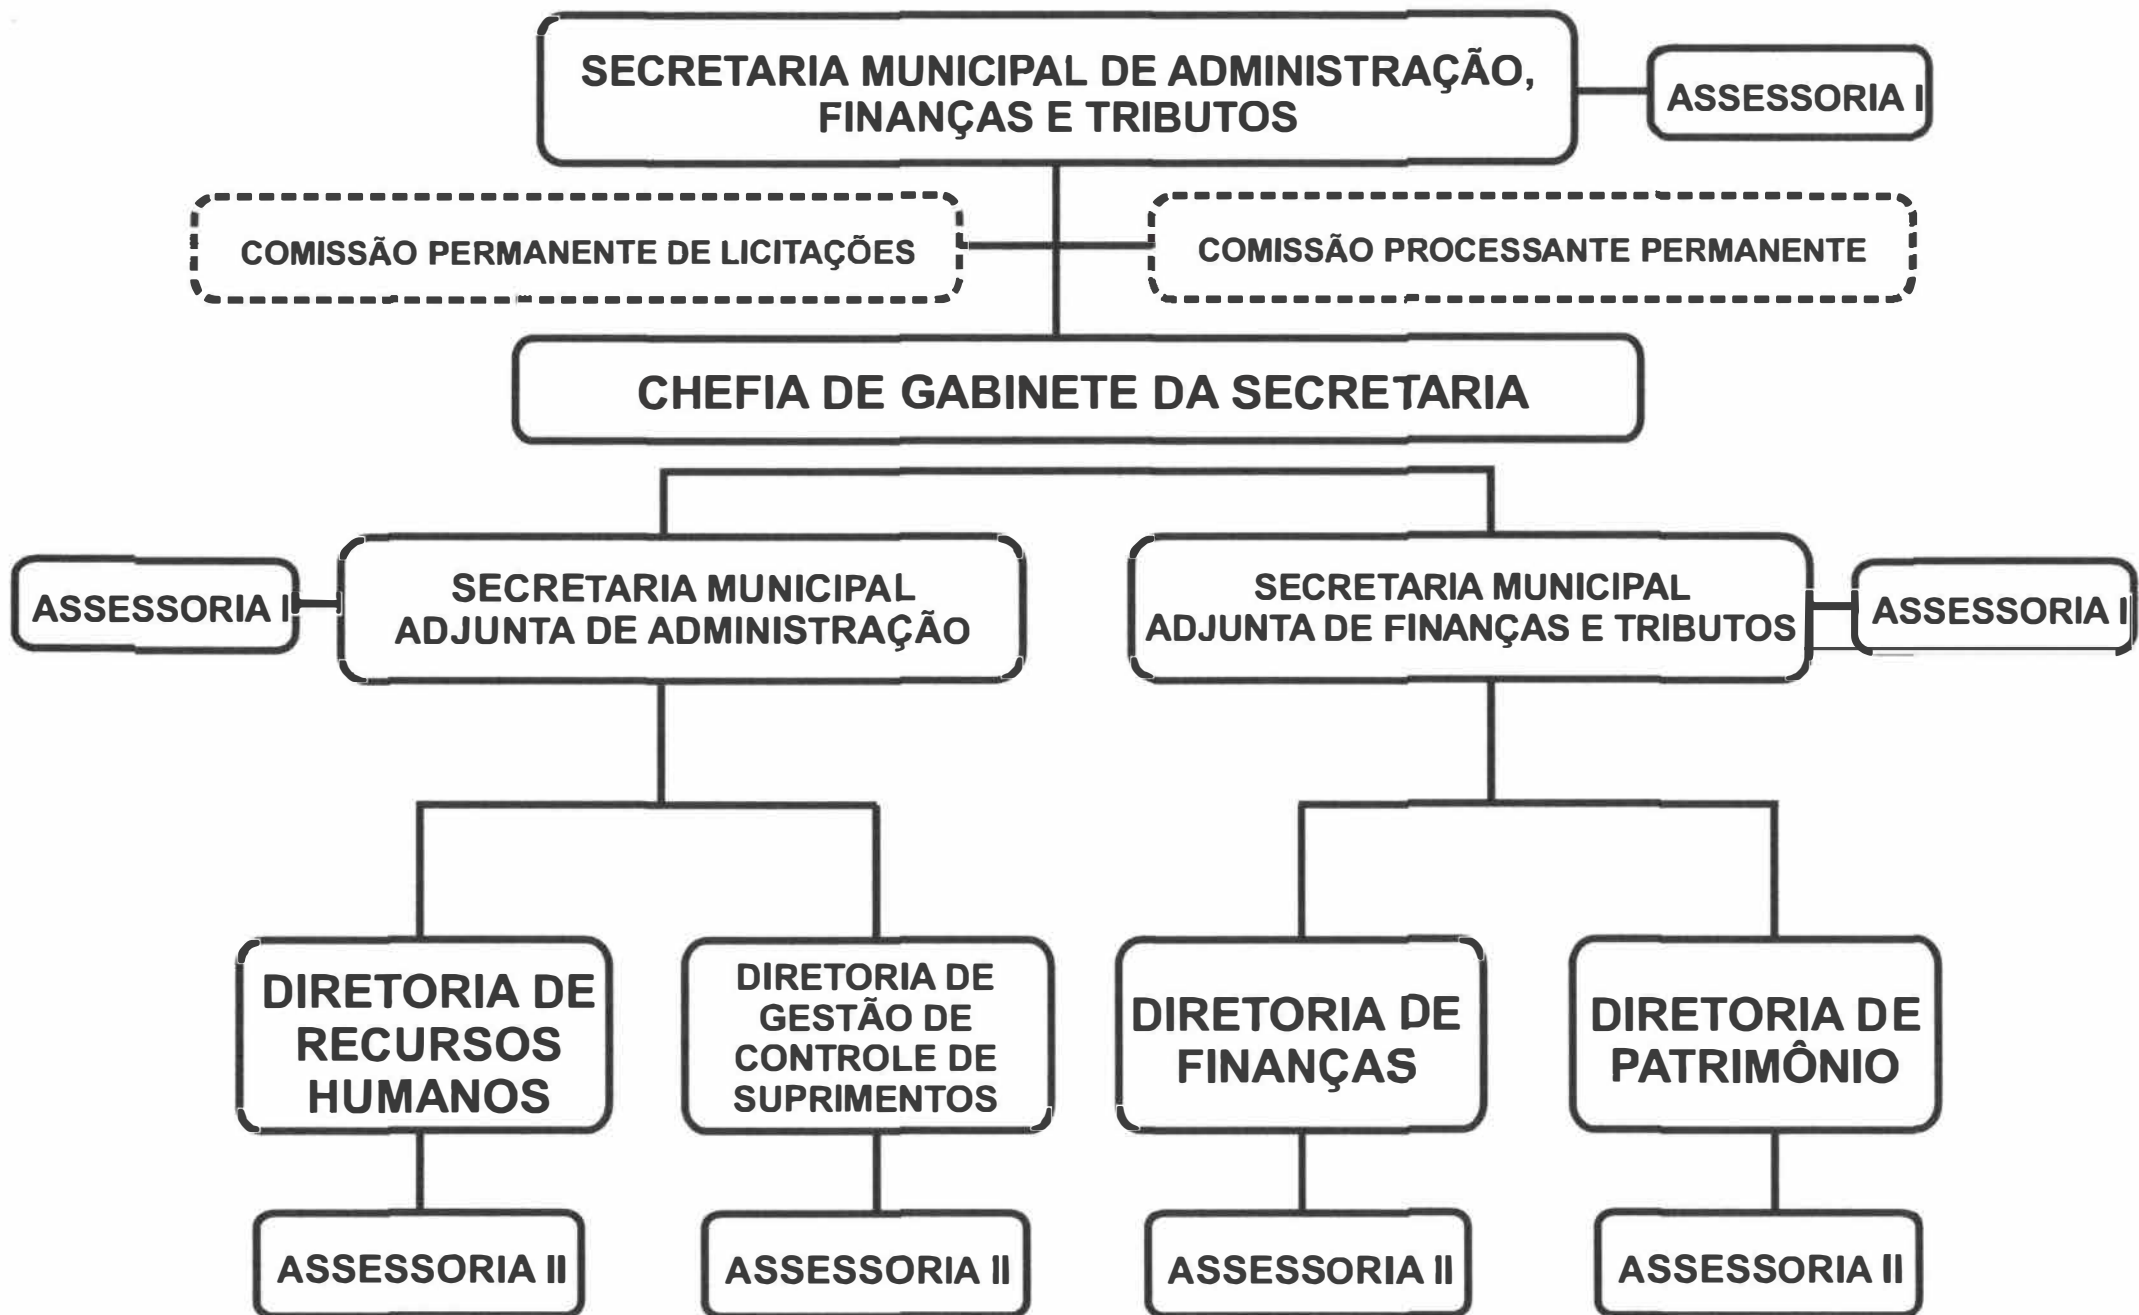 SECRETARIA MUNICIPAL DE ADMINISTRAÇÃO,
FINANÇAS E TRIBUTOS
ASSESSORIA I
COMISSÃO PERMANENTE DE LICITAÇÕES
COMISSÃO PROCESSANTE PERMANENTE
CHEFIA DE GABINETE DA SECRETARIA
ASSESSORIA I
SECRETARIA MUNICIPAL
ADJUNTA DE ADMINISTRAÇÃO
SECRETARIA MUNICIPAL
ADJUNTA DE FINANÇAS E TRIBUTOS
ASSESSORIA I
DIRETORIA DE
RECURSOS
HUMANOS
DIRETORIA DE
GESTÃO DE
CONTROLE DE
SUPRIMENTOS
DIRETORIA DE
FINANÇAS
DIRETORIA DE
PATRIMÔNIO
ASSESSORIA II
ASSESSORIA II
ASSESSORIA II
ASSESSORIA II